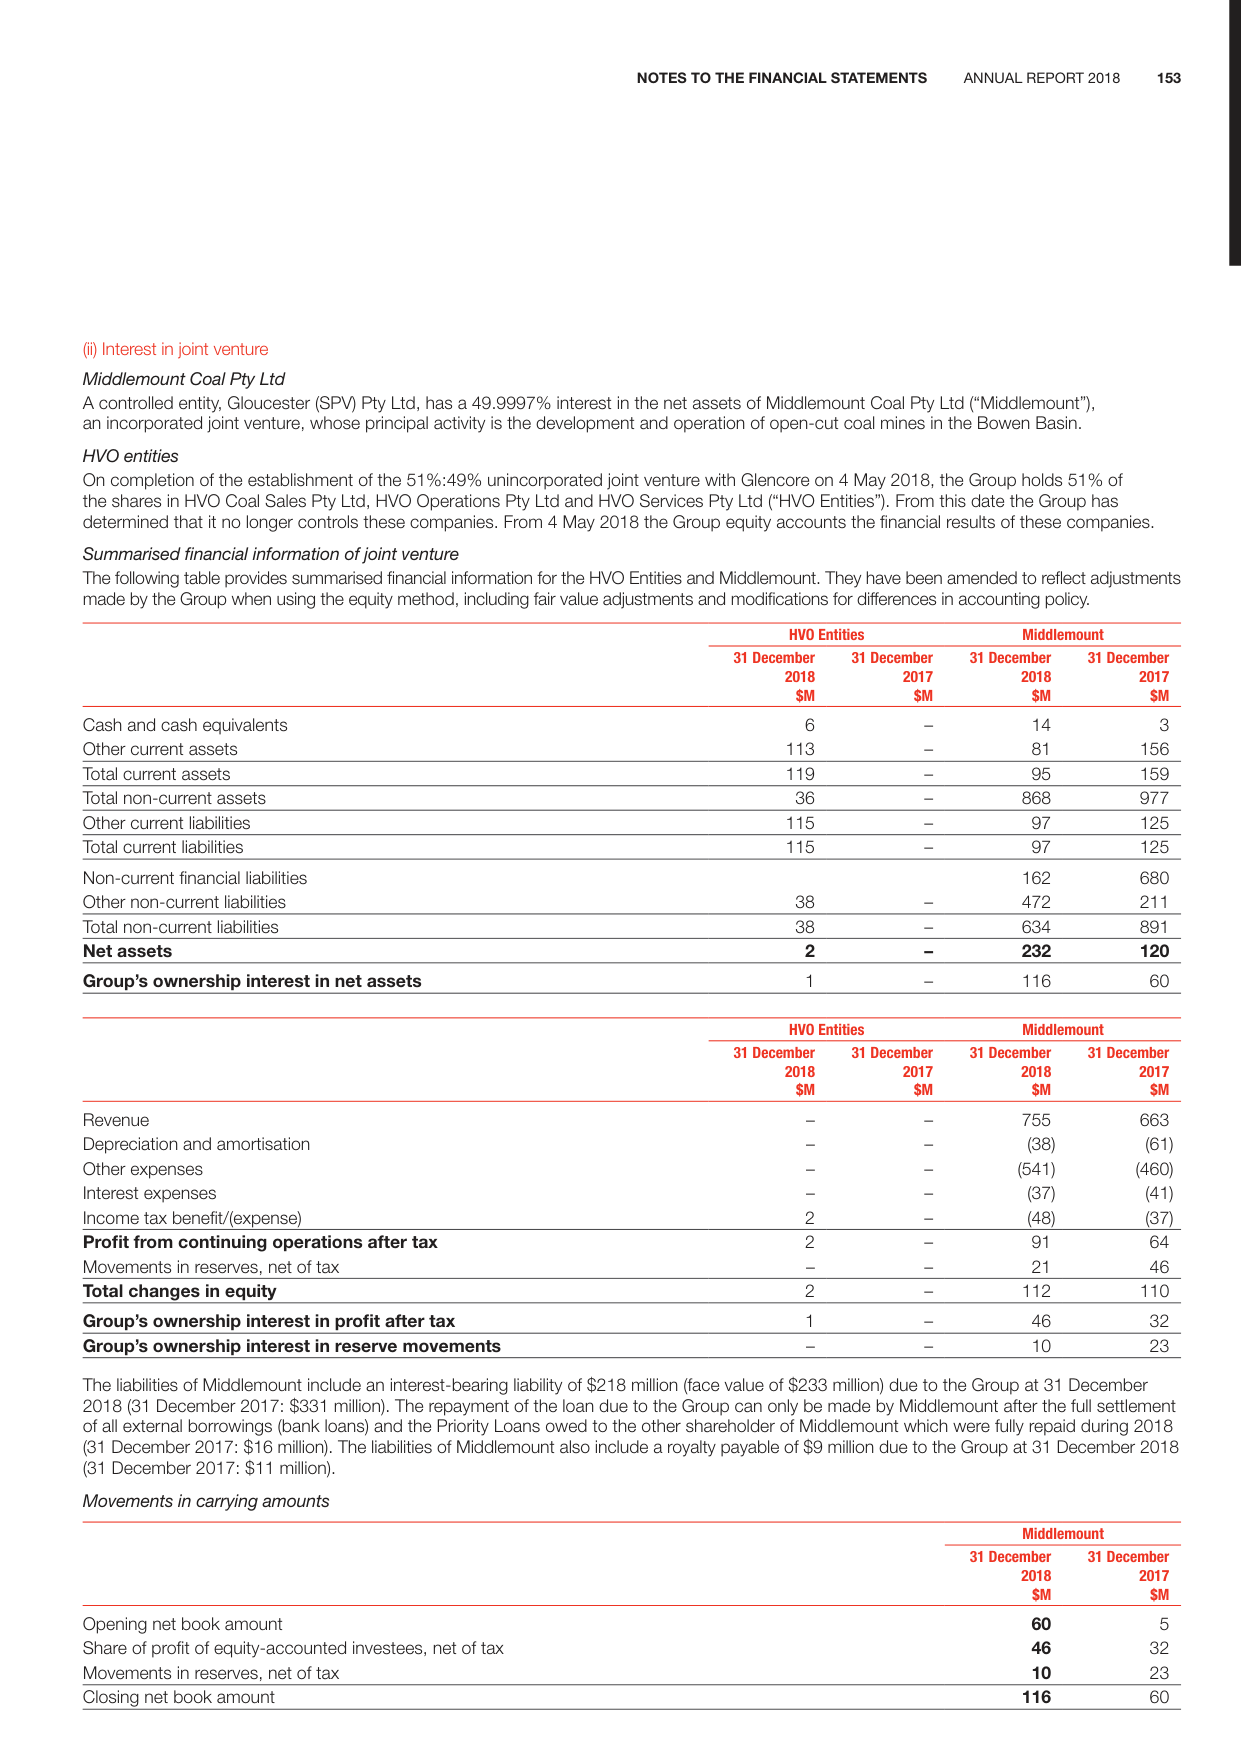 NOTES TO THE FINANCIAL STATEMENTS ANNUAL REPORT 2018 153
(ii) Interest in joint venture
Middlemount Coal Pty Ltd
A controlled entity, Gloucester (SPV) Pty Ltd, has a 49.9997% interest in the net assets of Middlemount Coal Pty Ltd (“Middlemount”),
an incorporated joint venture, whose principal activity is the development and operation of open-cut coal mines in the Bowen Basin.
HVO entities
On completion of the establishment of the 51%:49% unincorporated joint venture with Glencore on 4 May 2018, the Group holds 51% of
the shares in HVO Coal Sales Pty Ltd, HVO Operations Pty Ltd and HVO Services Pty Ltd (“HVO Entities”). From this date the Group has
determined that it no longer controls these companies. From 4 May 2018 the Group equity accounts the financial results of these companies.
Summarised financial information of joint venture
The following table provides summarised financial information for the HVO Entities and Middlemount. They have been amended to reflect adjustments
made by the Group when using the equity method, including fair value adjustments and modifications for differences in accounting policy.
HVO Entities Middlemount
31 December 31 December 31 December 31 December
2018 2017 2018 2017
$M $M $M $M
Cash and cash equivalents 6 – 14 3
Other current assets 113 – 81 156
Total current assets 119 – 95 159
Total non-current assets 36 – 868 977
Other current liabilities 115 – 97 125
Total current liabilities 115 – 97 125
Non-current financial liabilities 162 680
Other non-current liabilities 38 – 472 211
Total non-current liabilities 38 – 634 891
Net assets 2 – 232 120
Group’s ownership interest in net assets 1 – 116 60
HVO Entities Middlemount
31 December 31 December 31 December 31 December
2018 2017 2018 2017
$M $M $M $M
Revenue – – 755 663
Depreciation and amortisation – – (38) (61)
Other expenses – – (541) (460)
Interest expenses – – (37) (41)
Income tax benefit/(expense) 2 – (48) (37)
Profit from continuing operations after tax 2 – 91 64
Movements in reserves, net of tax – – 21 46
Total changes in equity 2 – 112 110
Group’s ownership interest in profit after tax 1 – 46 32
Group’s ownership interest in reserve movements – – 10 23
The liabilities of Middlemount include an interest-bearing liability of $218 million (face value of $233 million) due to the Group at 31 December
2018 (31 December 2017: $331 million). The repayment of the loan due to the Group can only be made by Middlemount after the full settlement
of all external borrowings (bank loans) and the Priority Loans owed to the other shareholder of Middlemount which were fully repaid during 2018
(31 December 2017: $16 million). The liabilities of Middlemount also include a royalty payable of $9 million due to the Group at 31 December 2018
(31 December 2017: $11 million).
Movements in carrying amounts
Middlemount
31 December 31 December
2018 2017
$M $M
Opening net book amount 60 5
Share of profit of equity-accounted investees, net of tax 46 32
Movements in reserves, net of tax 10 23
Closing net book amount 116 60